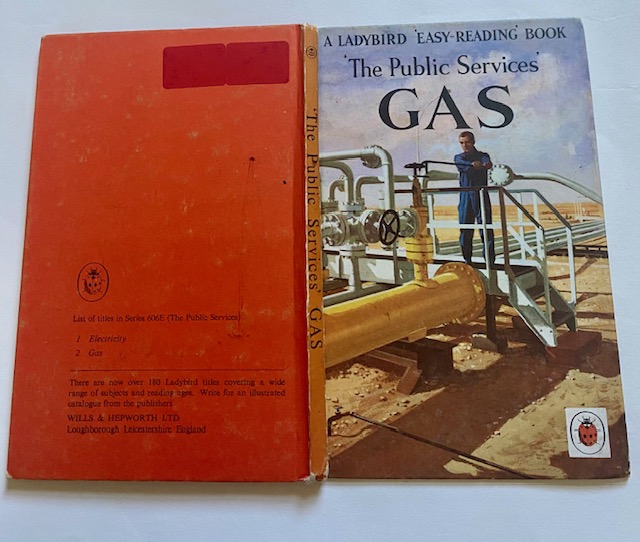 A LADYBIRD 'EASY-READING' BOOK
'The Public Services'
GAS
'The Public Services' GAS
List of titles in Series 606E (The Public Services)
1 Electricity
2 Gas
There are now over 180 Ladybird titles covering a wide
range of subjects and reading ages. Write for an illustrated
catalogue from the publishers
WILLS & HEPWORTH LTD
Loughborough Leicestershire England